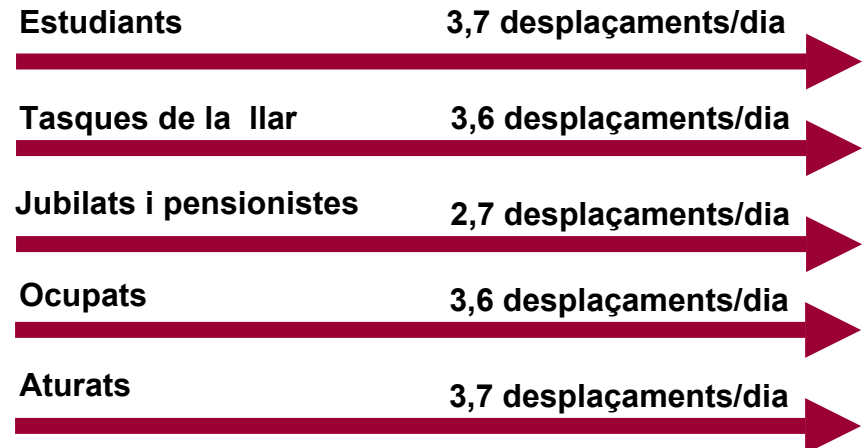 Estudiants 3,7 desplaçaments/dia
Tasques de la llar 3,6 desplaçaments/dia
Jubilats i pensionistes 2,7 desplaçaments/dia
Ocupats 3,6 desplaçaments/dia
Aturats 3,7 desplaçaments/dia